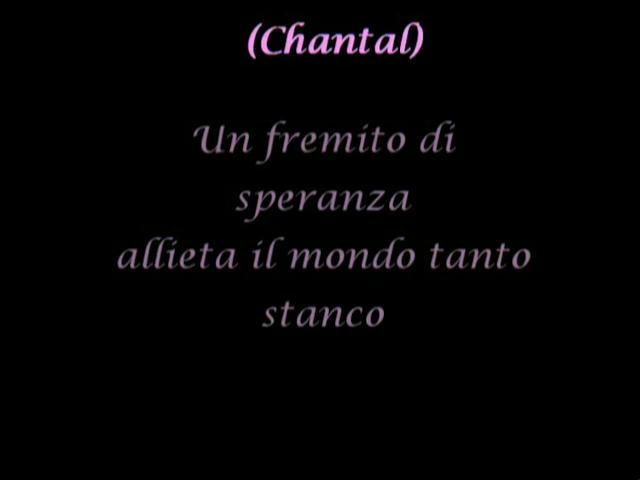 (Chantal)
Un fremito di
speranza
allieta il mondo tanto
stanco